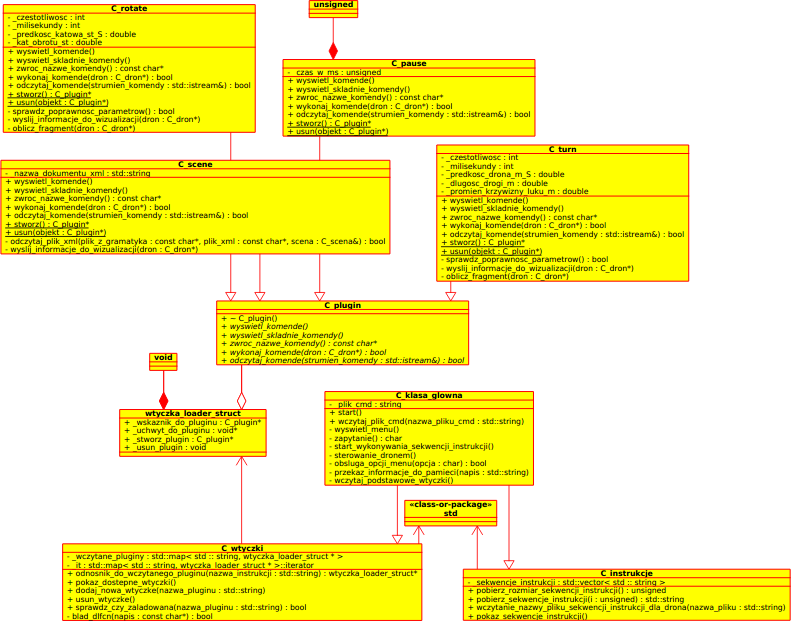 C_rotate
- _czestotliwosc : int
- _milisekundy : int
- _predkosc_katowa_st_S : double
- _kat_obrotu_st : double
+ wyswietl_komende()
+ wyswietl_skladnie_komendy()
+ zwroc_nazwe_komendy() : const char*
+ wykonaj_komende(dron : C_dron*) : bool
+ odczytaj_komende(strumien_komendy : std::istream&) : bool
+ stworz() : C_plugin*
+ usun(objekt : C_plugin*)
- sprawdz_poprawnosc_parametrow() : bool
- wyslij_informacje_do_wizualizacji(dron : C_dron*)
- oblicz_fragment(dron : C_dron*)
unsigned
C_pause
- _czas_w_ms : unsigned
+ wyswietl_komende()
+ wyswietl_skladnie_komendy()
+ zwroc_nazwe_komendy() : const char*
+ wykonaj_komende(dron : C_dron*) : bool
+ odczytaj_komende(strumien_komendy : std::istream&) : bool
+ stworz() : C_plugin*
+ usun(objekt : C_plugin*)
C_scene
- _nazwa_dokumentu_xml : std::string
+ wyswietl_komende()
+ wyswietl_skladnie_komendy()
+ zwroc_nazwe_komendy() : const char*
+ wykonaj_komende(dron : C_dron*) : bool
+ odczytaj_komende(strumien_komendy : std::istream&) : bool
+ stworz() : C_plugin*
+ usun(objekt : C_plugin*)
- odczytaj_plik_xml(plik_z_gramatyka : const char*, plik_xml : const char*, scena : C_scena&) : bool
- wyslij_informacje_do_wizualizacji(dron : C_dron*)
C_turn
- _czestotliwosc : int
- _milisekundy : int
- _predkosc_drona_m_S : double
- _dlugosc_drogi_m : double
- _promien_krzywizny_luku_m : double
+ wyswietl_komende()
+ wyswietl_skladnie_komendy()
+ zwroc_nazwe_komendy() : const char*
+ wykonaj_komende(dron : C_dron*) : bool
+ odczytaj_komende(strumien_komendy : std::istream&) : bool
+ stworz() : C_plugin*
+ usun(objekt : C_plugin*)
- sprawdz_poprawnosc_parametrow() : bool
- wyslij_informacje_do_wizualizacji(dron : C_dron*)
- oblicz_fragment(dron : C_dron*)
C_plugin
+ ~ C_plugin()
+ wyswietl_komende()
+ wyswietl_skladnie_komendy()
+ zwroc_nazwe_komendy() : const char*
+ wykonaj_komende(dron : C_dron*) : bool
+ odczytaj_komende(strumien_komendy : std::istream&) : bool
void
wtyczka_loader_struct
+ _wskaznik_do_pluginu : C_plugin*
+ _uchwyt_do_pluginu : void*
+ _stworz_plugin : C_plugin*
+ _usun_plugin : void
C_klasa_glowna
- _plik_cmd : string
+ start()
+ wczytaj_plik_cmd(nazwa_pliku_cmd : std::string)
- wyswietl_menu()
- zapytanie() : char
- start_wykonywania_sekwencji_instrukcji()
- sterowanie_dronem()
- obsluga_opcji_menu(opcja : char) : bool
- przekaz_informacje_do_pamieci(napis : std::string)
- wczytaj_podstawowe_wtyczki()
«class-or-package»
std
C_wtyczki
- _wczytane_pluginy : std::map< std :: string, wtyczka_loader_struct * >
- _it : std::map< std :: string, wtyczka_loader_struct * >::iterator
+ odnosnik_do_wczytanego_pluginu(nazwa_instrukcji : std::string) : wtyczka_loader_struct*
+ pokaz_dostepne_wtyczki()
+ dodaj_nowa_wtyczke(nazwa_pluginu : std::string)
+ usun_wtyczke()
+ sprawdz_czy_zaladowana(nazwa_pluginu : std::string) : bool
- blad_dlfcn(napis : const char*) : bool
C_instrukcje
- _sekwencje_instrukcji : std::vector< std :: string >
+ pobierz_rozmiar_sekwencji_instrukcji() : unsigned
+ pobierz_sekwencje_instrukcji(i : unsigned) : std::string
+ wczytanie_nazwy_pliku_sekwencji_instrukcji_dla_drona(nazwa_pliku : std::string)
+ pokaz_sekwencje_instrukcji()